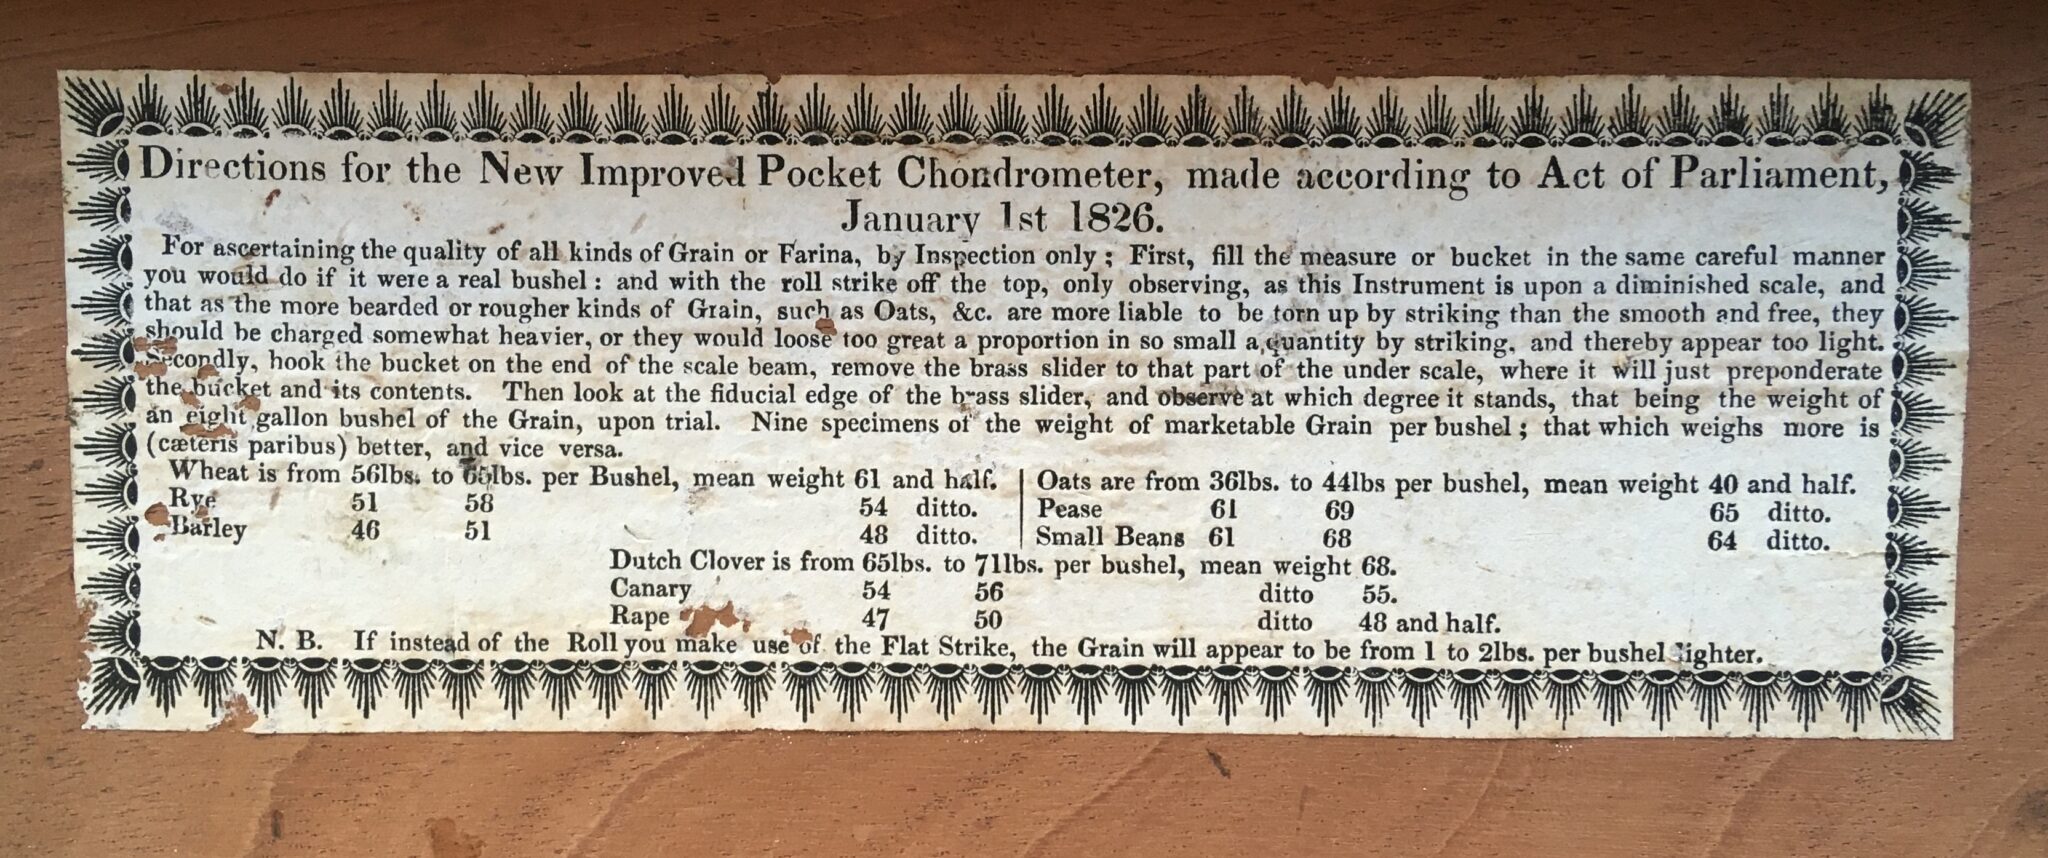 Directions for the New Improved Pocket Chondrometer, made according to Act of Parliament,
January 1st 1826.
For ascertaining the quality of all kinds of Grain or Farina, by Inspection only; First, fill the measure or bucket in the same careful manner
you would do if it were a real bushel: and with the roll strike off the top, only observing, as this Instrument is upon a diminished scale, and
that as the more bearded or rougher kinds of Grain, such as Oats, &c. are more liable to be torn up by striking than the smooth and free, they
should be charged somewhat heavier, or they would loose too great a proportion in so small a quantity by striking, and thereby appear too light.
Secondly, hook the bucket on the end of the scale beam, remove the brass slider to that part of the under scale, where it will just preponderate
the bucket and its contents. Then look at the fiducial edge of the brass slider, and observe at which degree it stands, that being the weight of
an eight gallon bushel of the Grain, upon trial. Nine specimens of the weight of marketable Grain per bushel; that which weighs more is
(cæteris paribus) better, and vice versa.
Wheat is from 56lbs. to 65lbs. per Bushel, mean weight 61 and half.
Rye 51 58 54 ditto.
Barley 46 51 48 ditto.
Oats are from 36lbs. to 44lbs per bushel, mean weight 40 and half.
Pease 61 69 65 ditto.
Small Beans 61 68 64 ditto.
Dutch Clover is from 65lbs. to 71lbs. per bushel, mean weight 68.
Canary 54 56 ditto 55.
Rape 47 50 ditto 48 and half.
N. B. If instead of the Roll you make use of the Flat Strike, the Grain will appear to be from 1 to 2lbs. per bushel lighter.